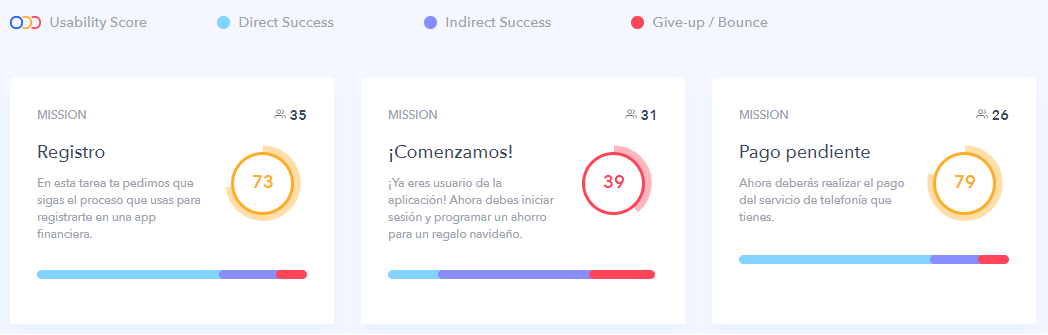 Usability Score
Direct Success
Indirect Success
Give-up / Bounce
MISSION
35
Registro
73
En esta tarea te pedimos que
sigas el proceso que usas para
registrarte en una app
financiera.
MISSION
31
¡Comenzamos!
39
¡Ya eres usuario de la
aplicación! Ahora debes iniciar
sesión y programar un ahorro
para un regalo navideño.
MISSION
26
Pago pendiente
79
Ahora deberás realizar el pago
del servicio de telefonía que
tienes.